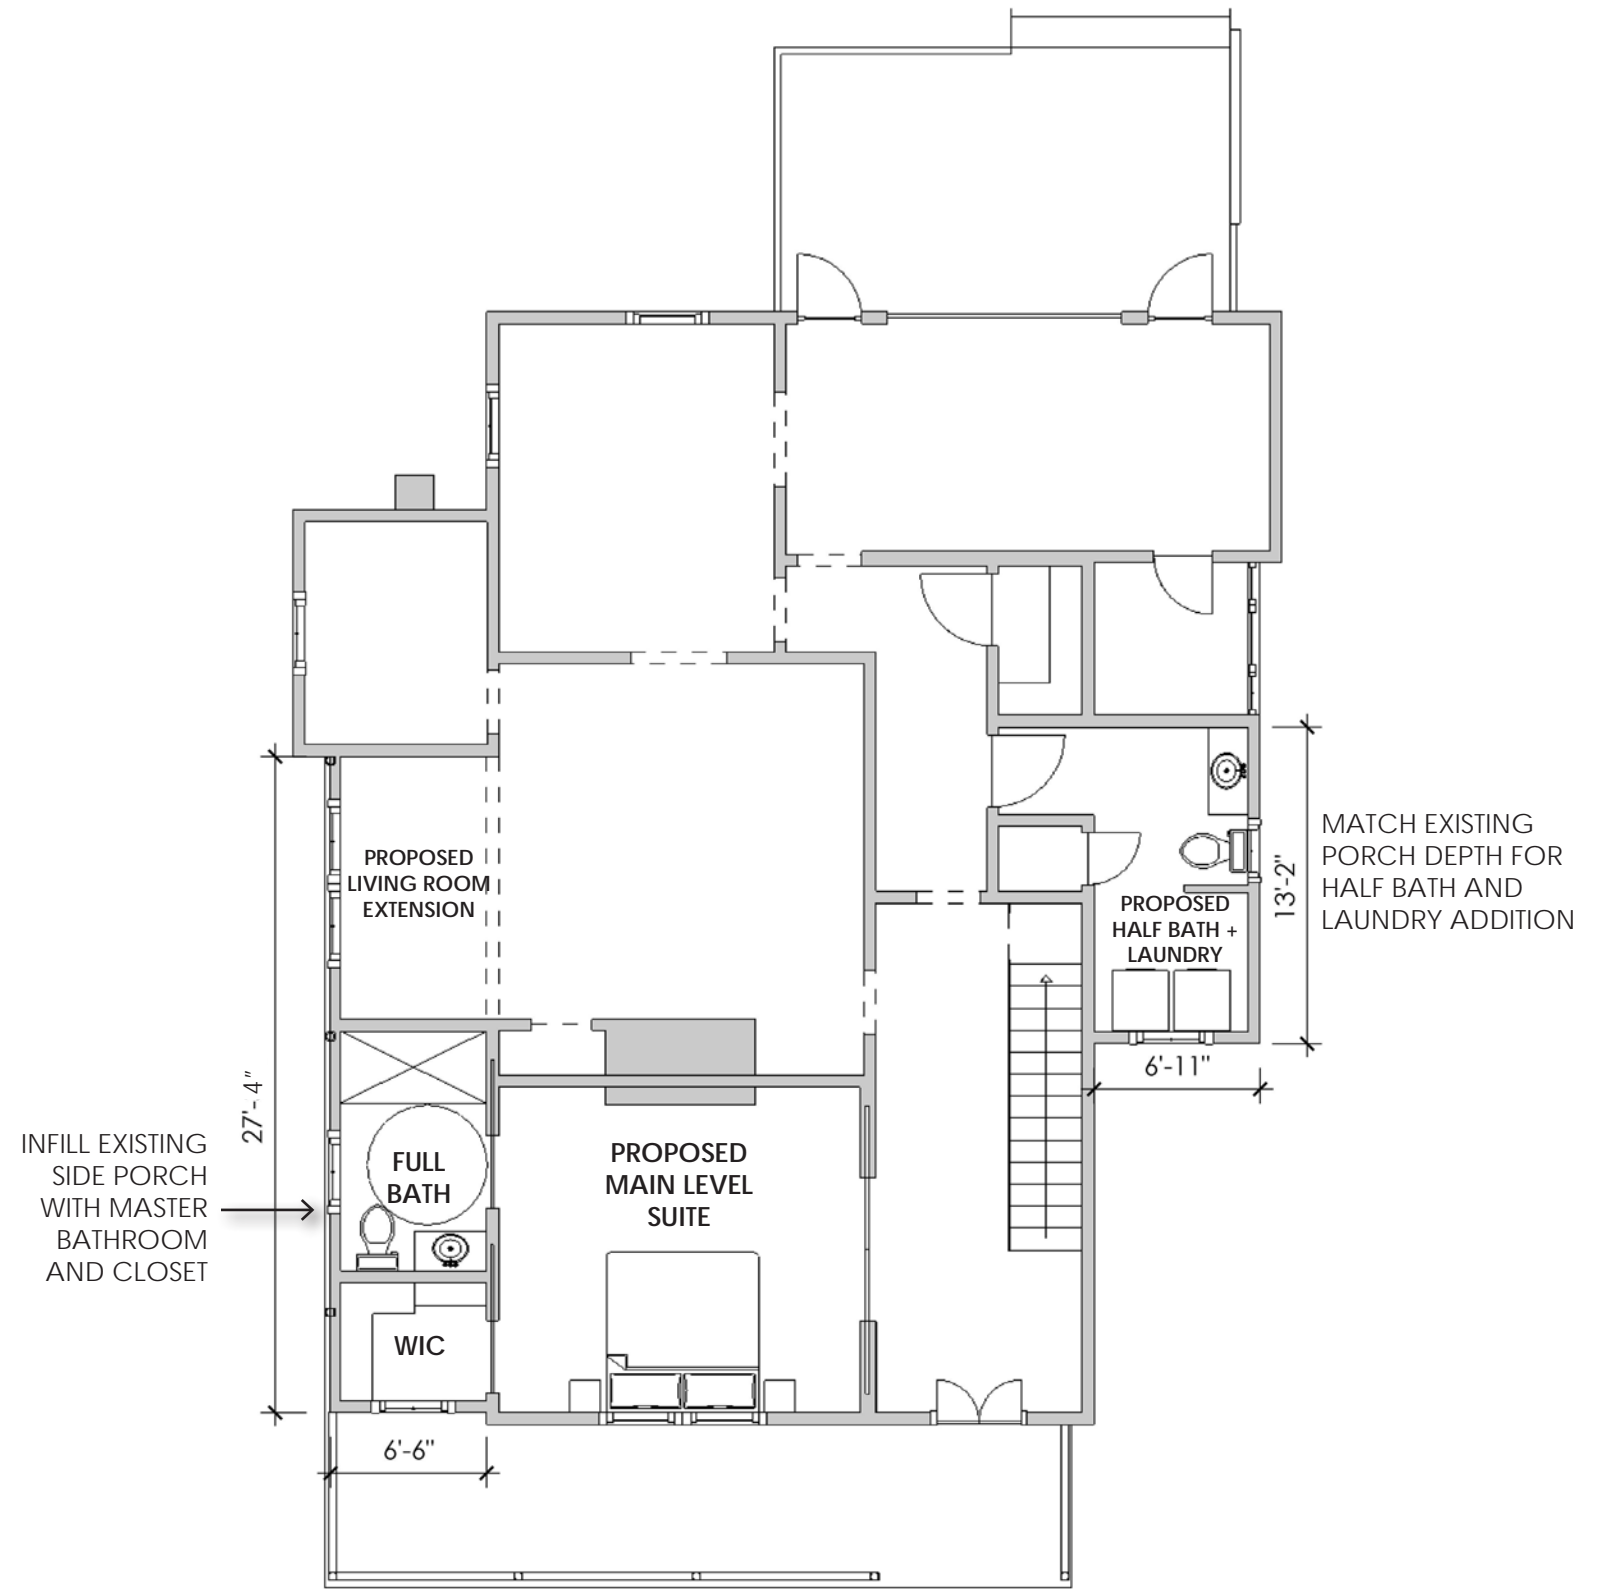 PROPOSED
LIVING ROOM
EXTENSION
MATCH EXISTING
PORCH DEPTH FOR
HALF BATH AND
LAUNDRY ADDITION
13'-2"
PROPOSED
HALF BATH +
LAUNDRY
6'-11"
27'-4"
INFILL EXISTING
SIDE PORCH
WITH MASTER
BATHROOM
AND CLOSET
FULL
BATH
PROPOSED
MAIN LEVEL
SUITE
WIC
6'-6"